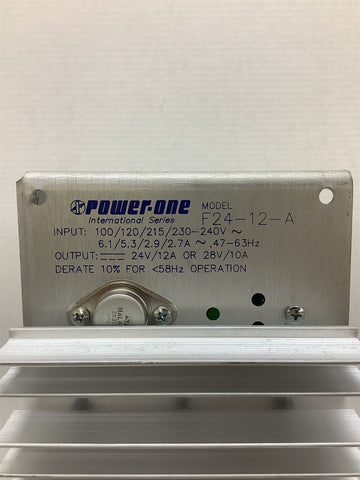 POWER-ONE
International Series
MODEL:
F24-12-A
INPUT: 100/120/215/230-240V ~
6.1/5.3/2.9/2.7A ~, 47-63Hz
OUTPUT: ⎓ 24V/12A OR 28V/10A
DERATE 10% FOR <58Hz OPERATION